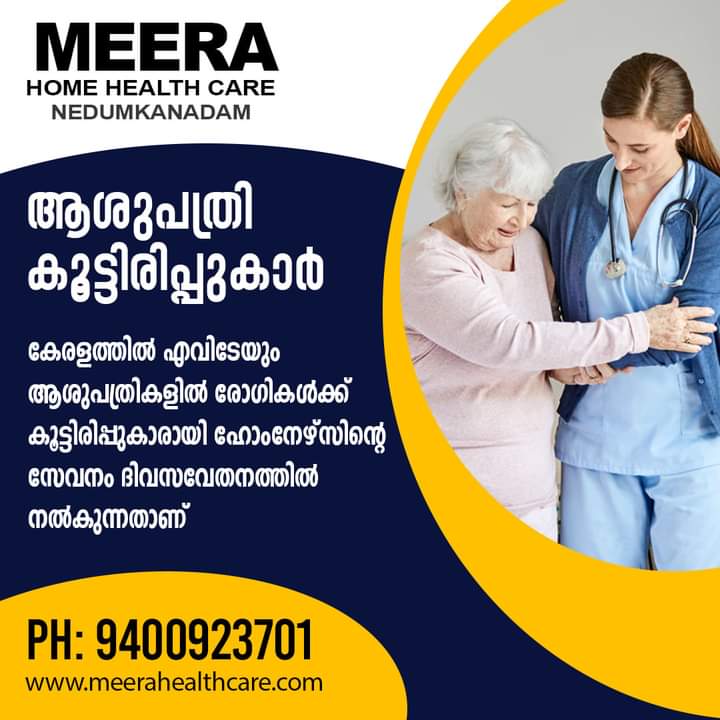 MEERA
HOME HEALTH CARE
NEDUMKANADAM
ആശുപത്രി
കൂട്ടിരിപ്പുകാർ
കേരളത്തിൽ എവിടേയും
ആശുപത്രികളിൽ രോഗികൾക്ക്
കൂട്ടിരിപ്പുകാരായി ഹോംനേഴ്സിന്റെ
സേവനം ദിവസവേതനത്തിൽ
നൽകുന്നതാണ്
PH: 9400923701
www.meerahealthcare.com